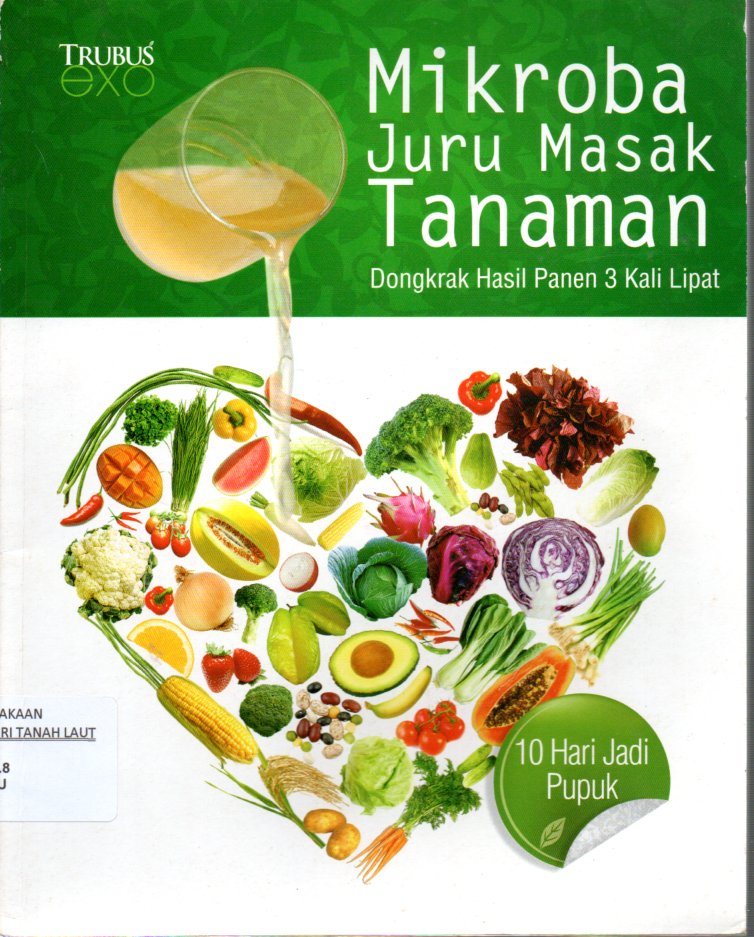 TRUBUS
exo
Mikroba
Juru Masak
Tanaman
Dongkrak Hasil Panen 3 Kali Lipat
AKAAN
RI TANAH LAUT
.8
U
10 Hari Jadi
Pupuk